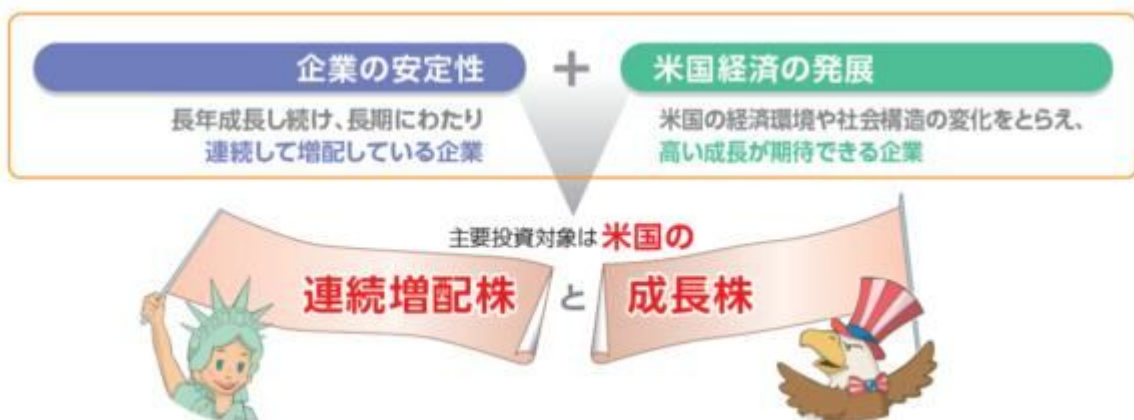 企業の安定性
+
米国経済の発展
長年成長し続け、長期にわたり
連続して増配している企業
米国の経済環境や社会構造の変化をとらえ、
高い成長が期待できる企業
主要投資対象は米国の
連続増配株と成長株